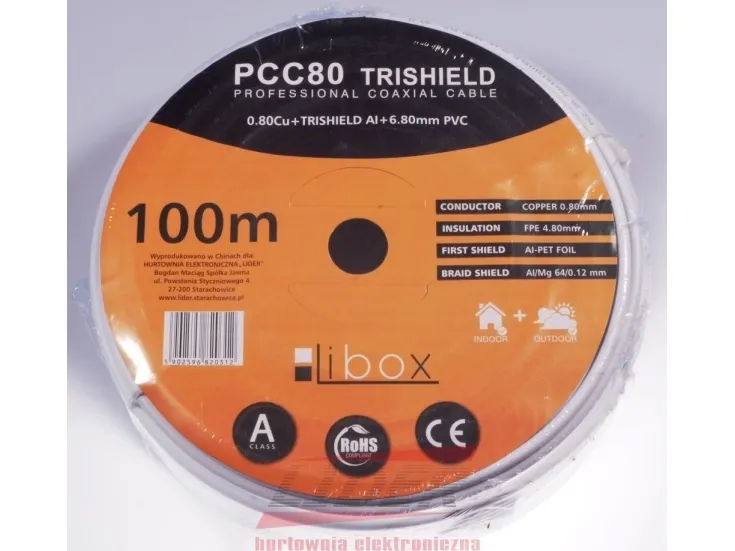 PCC80 TRISHIELD
PROFESSIONAL COAXIAL CABLE
0.80Cu+TRISHIELD Al+6.80mm PVC
100m
Wyprodukowano w Chinach dla:
HURTOWNIA ELEKTRONICZNA „LIDER”
Bogdan Maciąg Spółka Jawna
ul. Powstania Styczniowego 4
27-200 Starachowice
www.lider.starachowice.pl
5902596820317
CONDUCTOR COPPER 0.80mm
INSULATION FPE 4.80mm
FIRST SHIELD Al-PET FOIL
BRAID SHIELD Al/Mg 64/0.12 mm
INDOOR + OUTDOOR
Libox
A
CLASS
RoHS
COMPLIANT
CE
LIDER
hurtownia elektroniczna